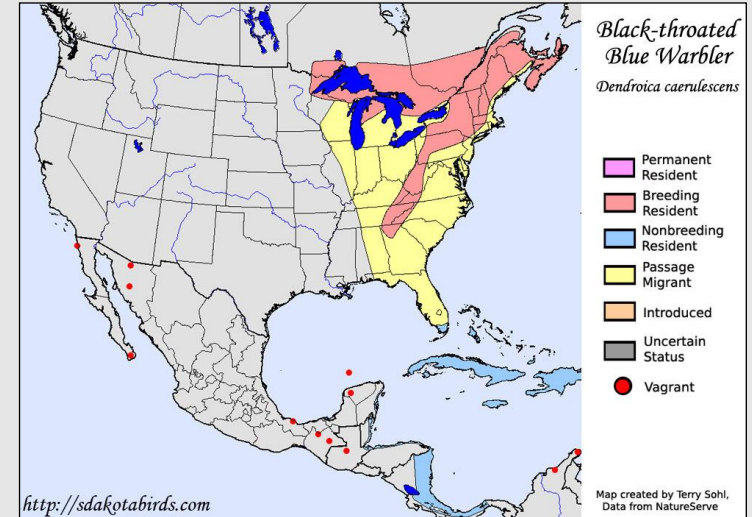 Black-throated
Blue Warbler
Dendroica caerulescens
Permanent
Resident
Breeding
Resident
Nonbreeding
Resident
Passage
Migrant
Introduced
Uncertain
Status
Vagrant
Map created by Terry Sohl,
Data from NatureServe
http://sdakotabirds.com